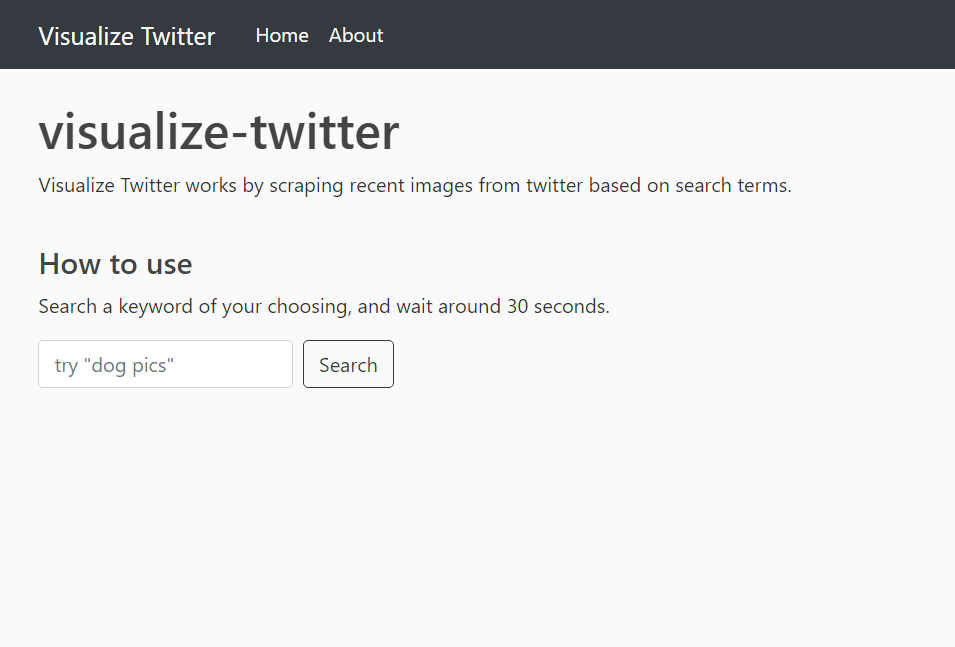 Visualize Twitter Home About
visualize-twitter
Visualize Twitter works by scraping recent images from twitter based on search terms.
How to use
Search a keyword of your choosing, and wait around 30 seconds.
try "dog pics" Search